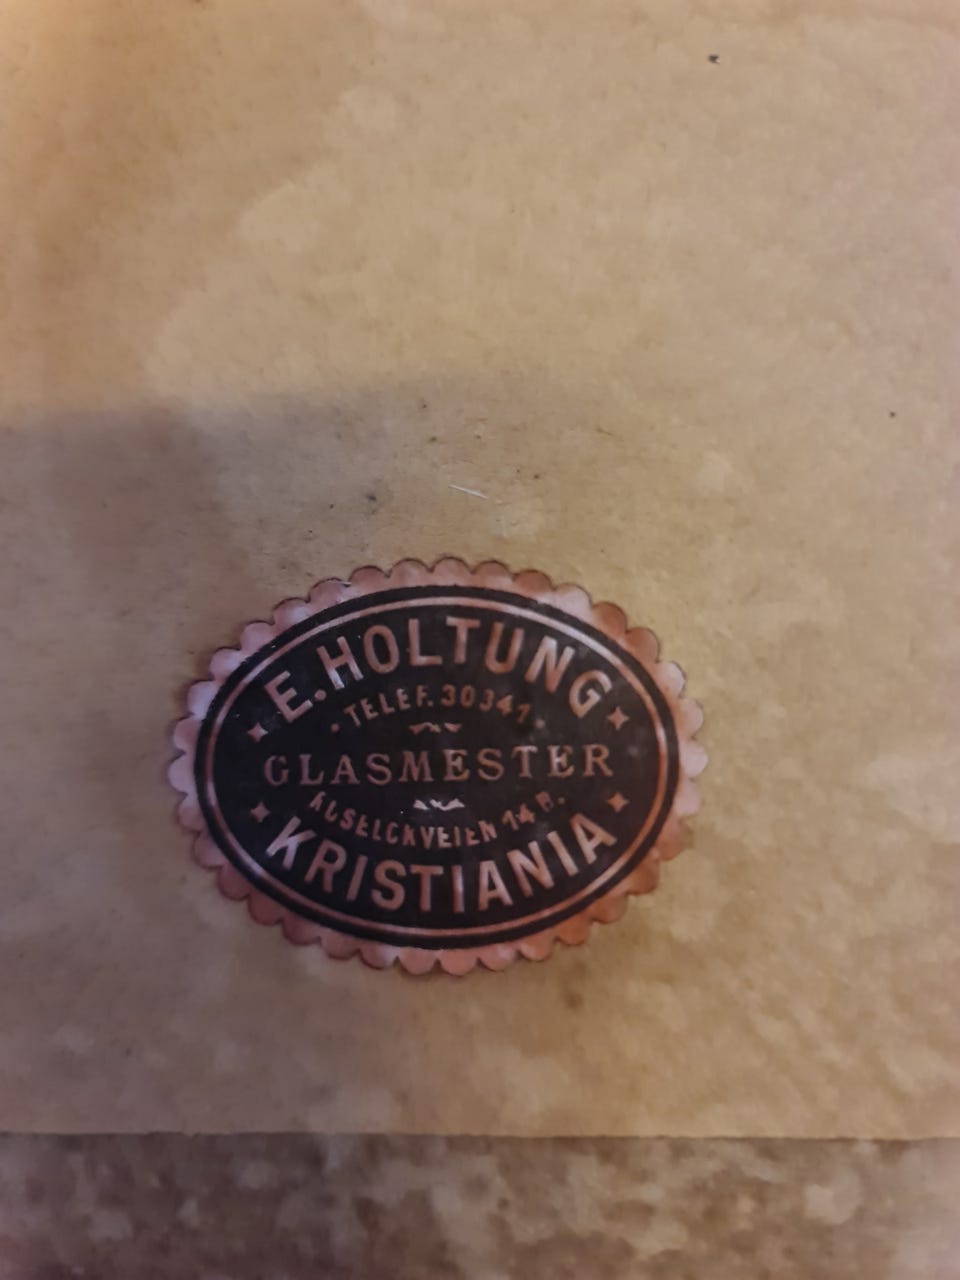 E. HOLTUNG
· TELEF. 30341 ·
GLASMESTER
14 B.
KRISTIANIA